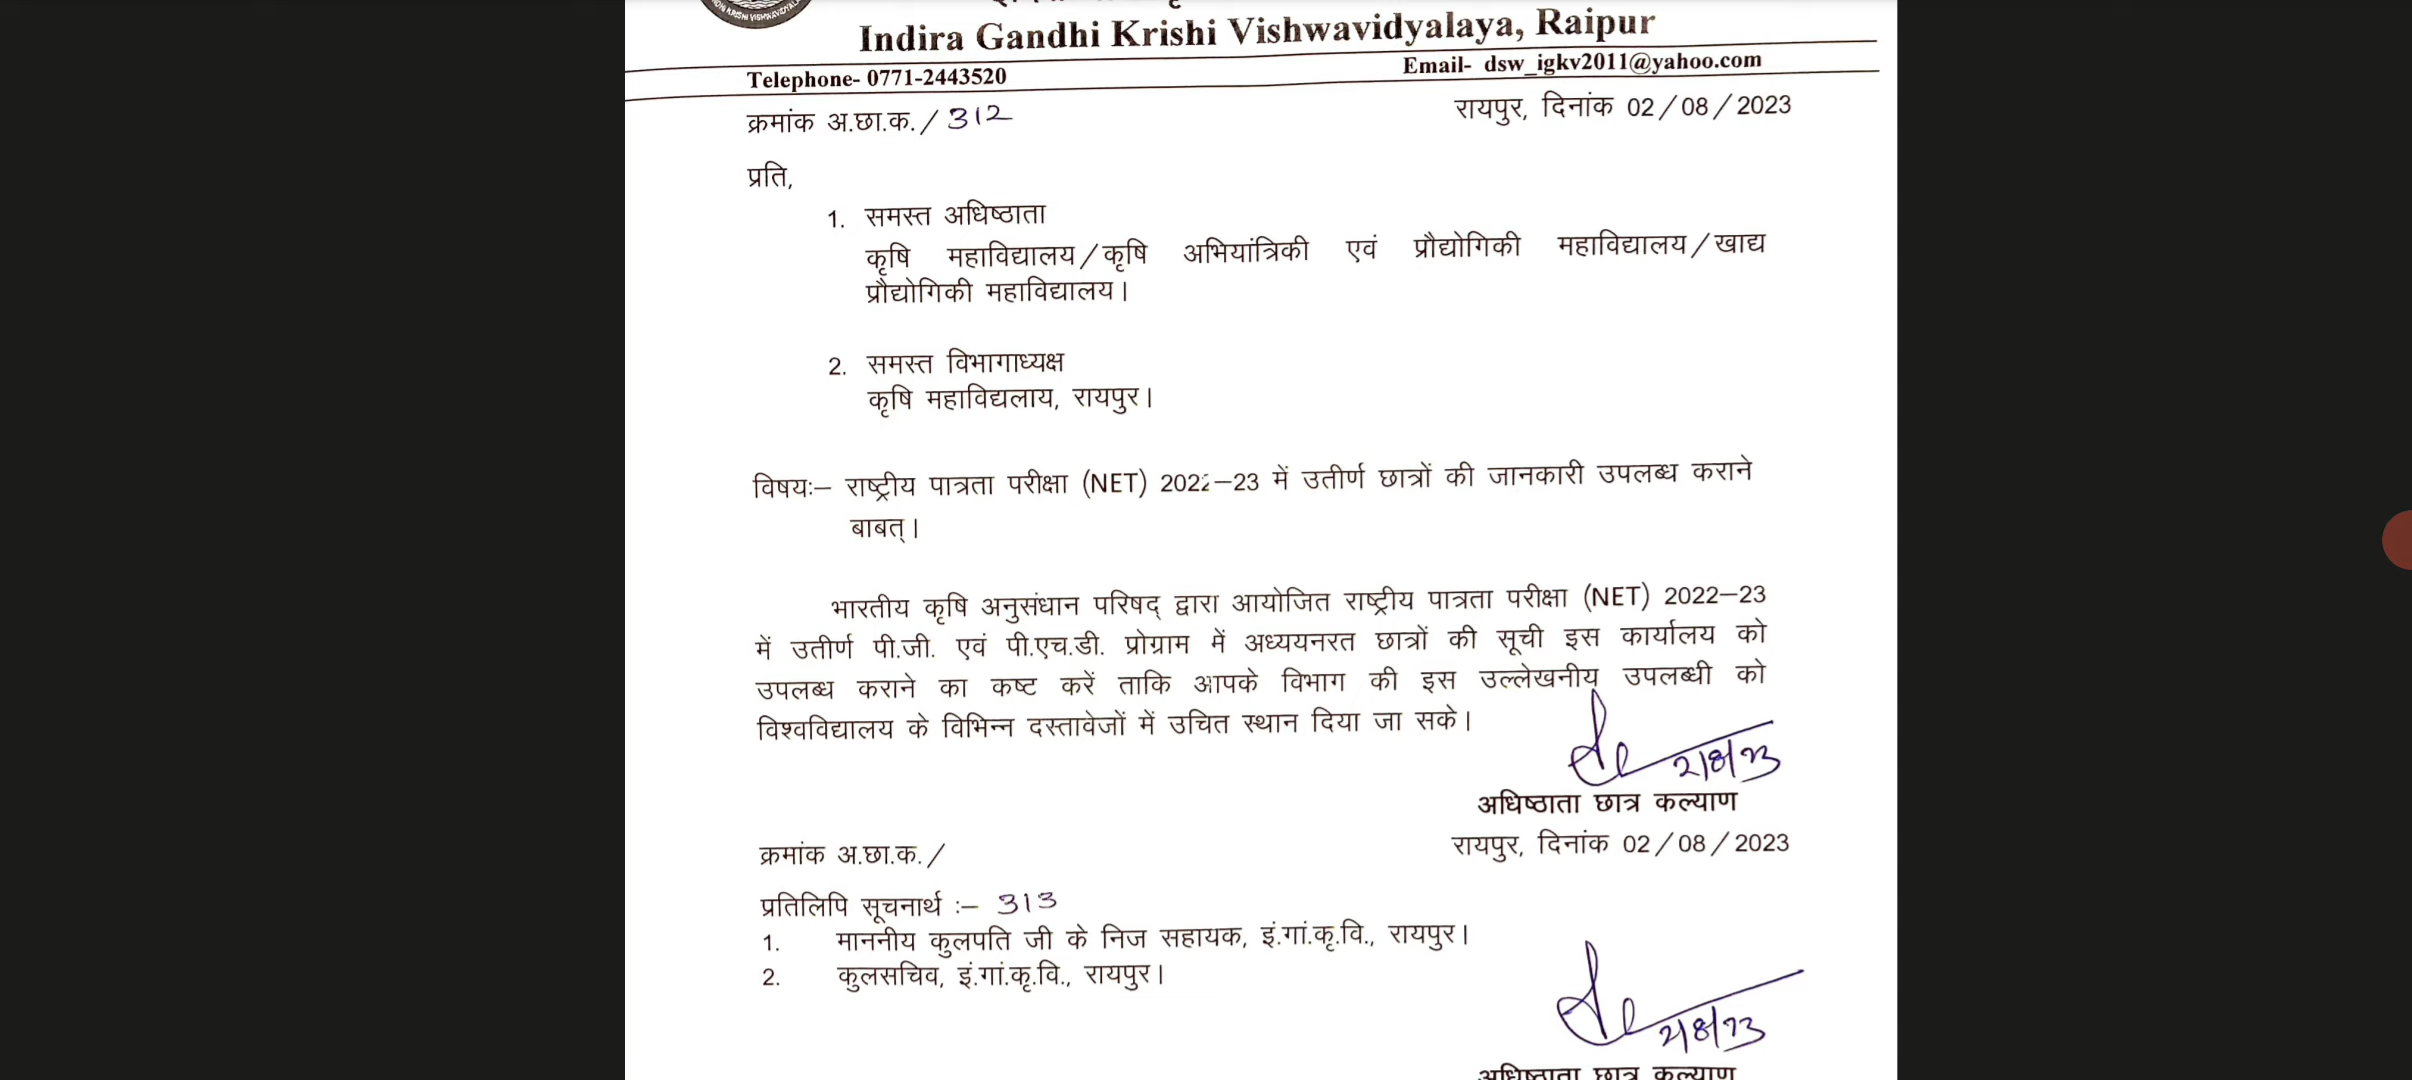 Indira Gandhi Krishi Vishwavidyalaya, Raipur
Telephone- 0771-2443520 Email- dsw_igkv2011@yahoo.com
क्रमांक अ.छा.क. / 312 रायपुर, दिनांक 02 / 08 / 2023
प्रति,
1. समस्त अधिष्ठाता
कृषि महाविद्यालय / कृषि अभियांत्रिकी एवं प्रौद्योगिकी महाविद्यालय / खाद्य
प्रौद्योगिकी महाविद्यालय।
2. समस्त विभागाध्यक्ष
कृषि महाविद्यलाय, रायपुर।
विषयः– राष्ट्रीय पात्रता परीक्षा (NET) 2022–23 में उतीर्ण छात्रों की जानकारी उपलब्ध कराने
बाबत्।
भारतीय कृषि अनुसंधान परिषद् द्वारा आयोजित राष्ट्रीय पात्रता परीक्षा (NET) 2022–23
में उतीर्ण पी.जी. एवं पी.एच.डी. प्रोग्राम में अध्ययनरत छात्रों की सूची इस कार्यालय को
उपलब्ध कराने का कष्ट करें ताकि आपके विभाग की इस उल्लेखनीय उपलब्धी को
विश्वविद्यालय के विभिन्न दस्तावेजों में उचित स्थान दिया जा सके।
2/8/23
अधिष्ठाता छात्र कल्याण
क्रमांक अ.छा.क. / रायपुर, दिनांक 02 / 08 / 2023
प्रतिलिपि सूचनार्थ :– 313
1. माननीय कुलपति जी के निज सहायक, इं.गां.कृ.वि., रायपुर।
2. कुलसचिव, इं.गां.कृ.वि., रायपुर।
2/8/23
अधिष्ठाता छात्र कल्याण